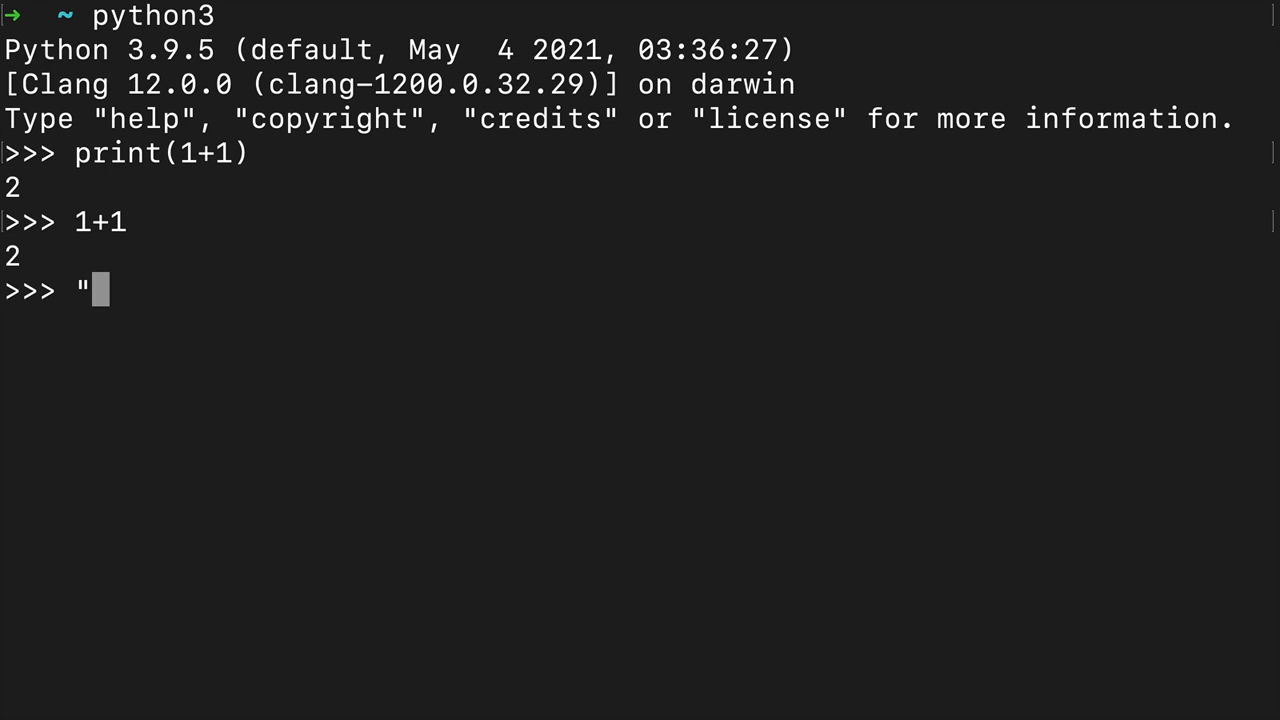 ➜ ~ python3
Python 3.9.5 (default, May  4 2021, 03:36:27)
[Clang 12.0.0 (clang-1200.0.32.29)] on darwin
Type "help", "copyright", "credits" or "license" for more information.
>>> print(1+1)
2
>>> 1+1
2
>>> "